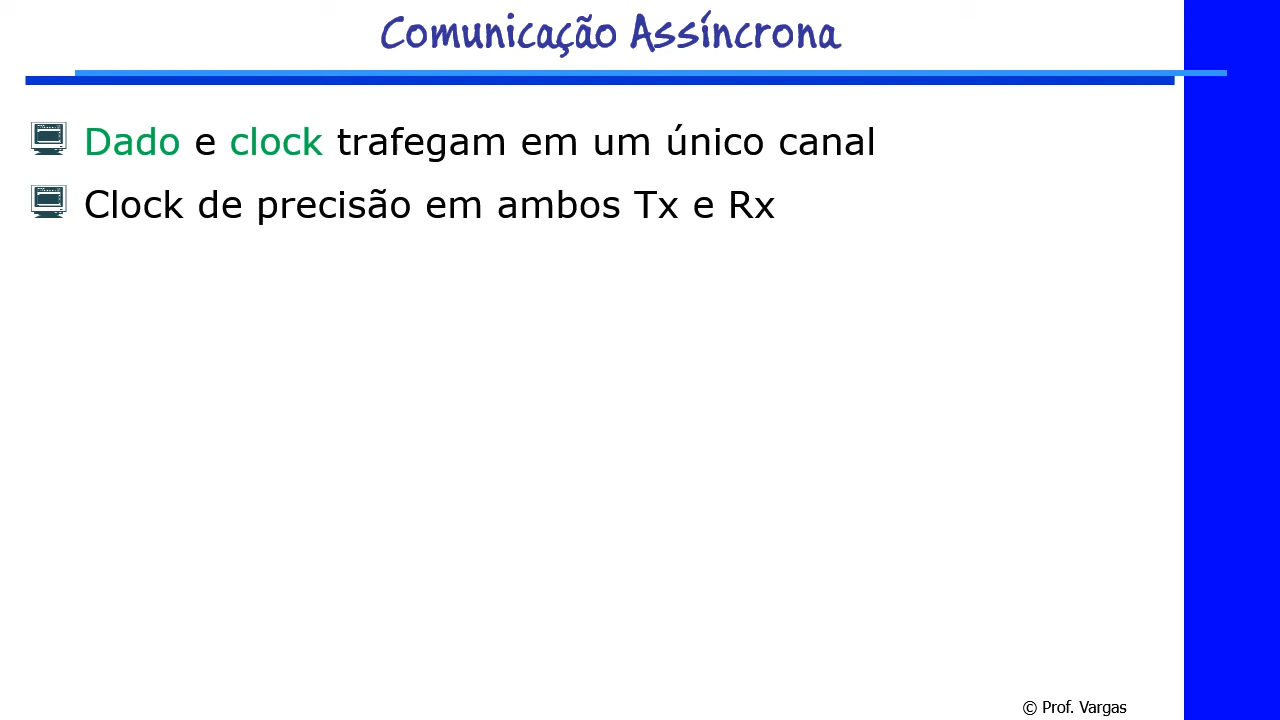 Comunicação Assíncrona
Dado e clock trafegam em um único canal
Clock de precisão em ambos Tx e Rx
© Prof. Vargas